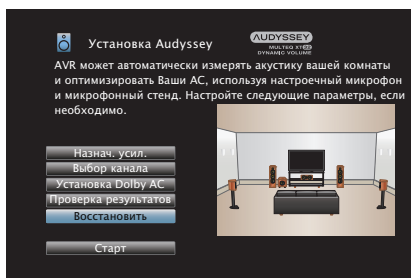 Установка Audyssey
AUDYSSEY
MULTEQ XT32
DYNAMIC VOLUME
AVR может автоматически измерять акустику вашей комнаты
и оптимизировать Ваши АС, используя настроечный микрофон
и микрофонный стенд. Настройте следующие параметры, если
необходимо.
Назнач. усил.
Выбор канала
Установка Dolby АС
Проверка результатов
Восстановить
Старт